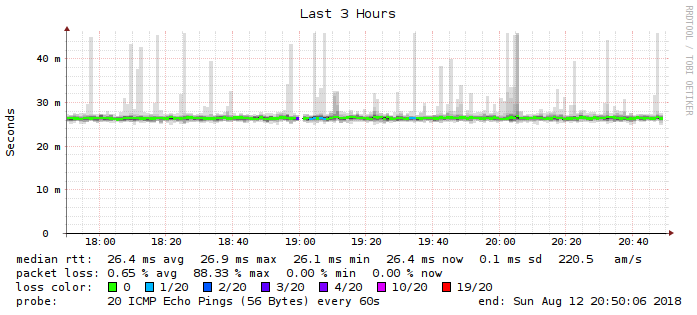 Last 3 Hours
RRDTOOL / TOBI OETIKER
Seconds
40 m
30 m
20 m
10 m
0
18:00 18:20 18:40 19:00 19:20 19:40 20:00 20:20 20:40
median rtt: 26.4 ms avg 26.9 ms max 26.1 ms min 26.4 ms now 0.1 ms sd 220.5 am/s
packet loss: 0.65 % avg 88.33 % max 0.00 % min 0.00 % now
loss color: 0 1/20 2/20 3/20 4/20 10/20 19/20
probe: 20 ICMP Echo Pings (56 Bytes) every 60s end: Sun Aug 12 20:50:06 2018